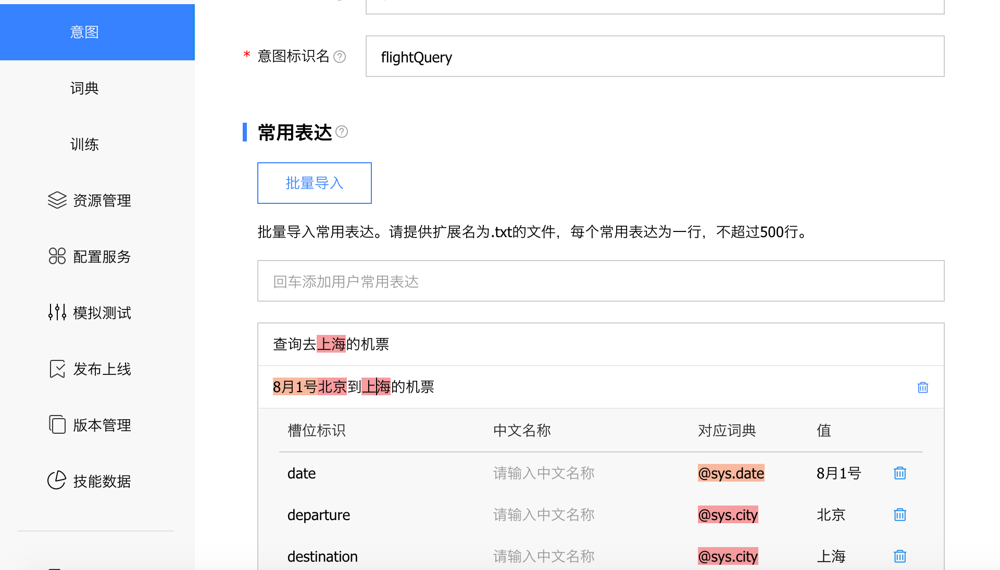 意图
词典
训练
资源管理
配置服务
模拟测试
发布上线
版本管理
技能数据
* 意图标识名 ?
flightQuery
常用表达 ?
批量导入
批量导入常用表达。请提供扩展名为.txt的文件，每个常用表达为一行，不超过500行。
回车添加用户常用表达
查询去上海的机票
8月1号北京到上海的机票
槽位标识 中文名称 对应词典 值
date 请输入中文名称 @sys.date 8月1号
departure 请输入中文名称 @sys.city 北京
destination 请输入中文名称 @sys.city 上海